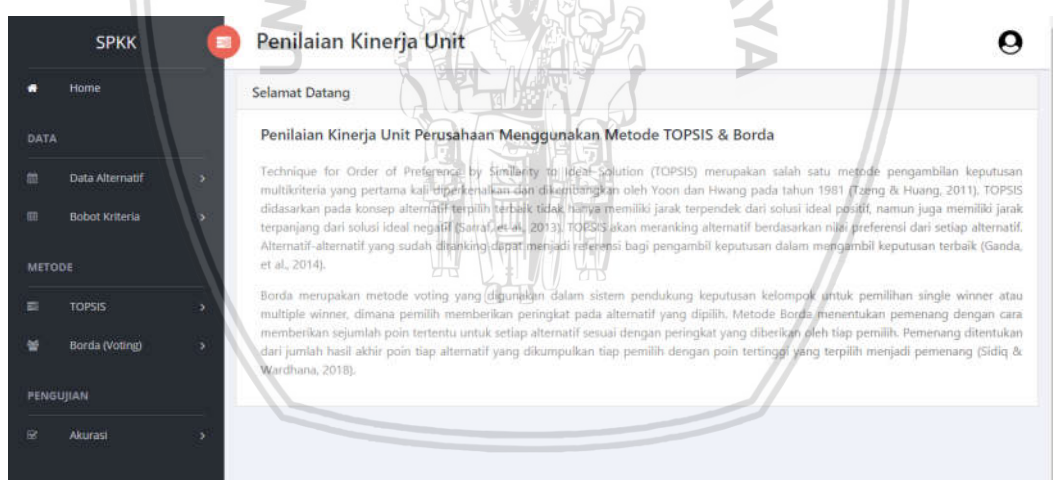 SPKK
Home
DATA
Data Alternatif
Bobot Kriteria
METODE
TOPSIS
Borda (Voting)
PENGUJIAN
Akurasi
Penilaian Kinerja Unit
Selamat Datang
Penilaian Kinerja Unit Perusahaan Menggunakan Metode TOPSIS & Borda
Technique for Order of Preference by Similarity to Ideal Solution (TOPSIS) merupakan salah satu metode pengambilan keputusan
multikriteria yang pertama kali diperkenalkan dan dikembangkan oleh Yoon dan Hwang pada tahun 1981 (Tzeng & Huang, 2011). TOPSIS
didasarkan pada konsep alternatif terpilih terbaik tidak hanya memiliki jarak terpendek dari solusi ideal positif, namun juga memiliki jarak
terpanjang dari solusi ideal negatif (Sarraf, et al, 2013). TOPSIS akan meranking alternatif berdasarkan nilai preferensi dari setiap alternatif.
Alternatif-alternatif yang sudah diranking dapat menjadi referensi bagi pengambil keputusan dalam mengambil keputusan terbaik (Ganda,
et al., 2014).
Borda merupakan metode voting yang digunakan dalam sistem pendukung keputusan kelompok untuk pemilihan single winner atau
multiple winner, dimana pemilih memberikan peringkat pada alternatif yang dipilih. Metode Borda menentukan pemenang dengan cara
memberikan sejumlah poin tertentu untuk setiap alternatif sesuai dengan peringkat yang diberikan oleh tiap pemilih. Pemenang ditentukan
dari jumlah hasil akhir poin tiap alternatif yang dikumpulkan tiap pemilih dengan poin tertinggi yang terpilih menjadi pemenang (Sidiq &
Wardhana, 2018).